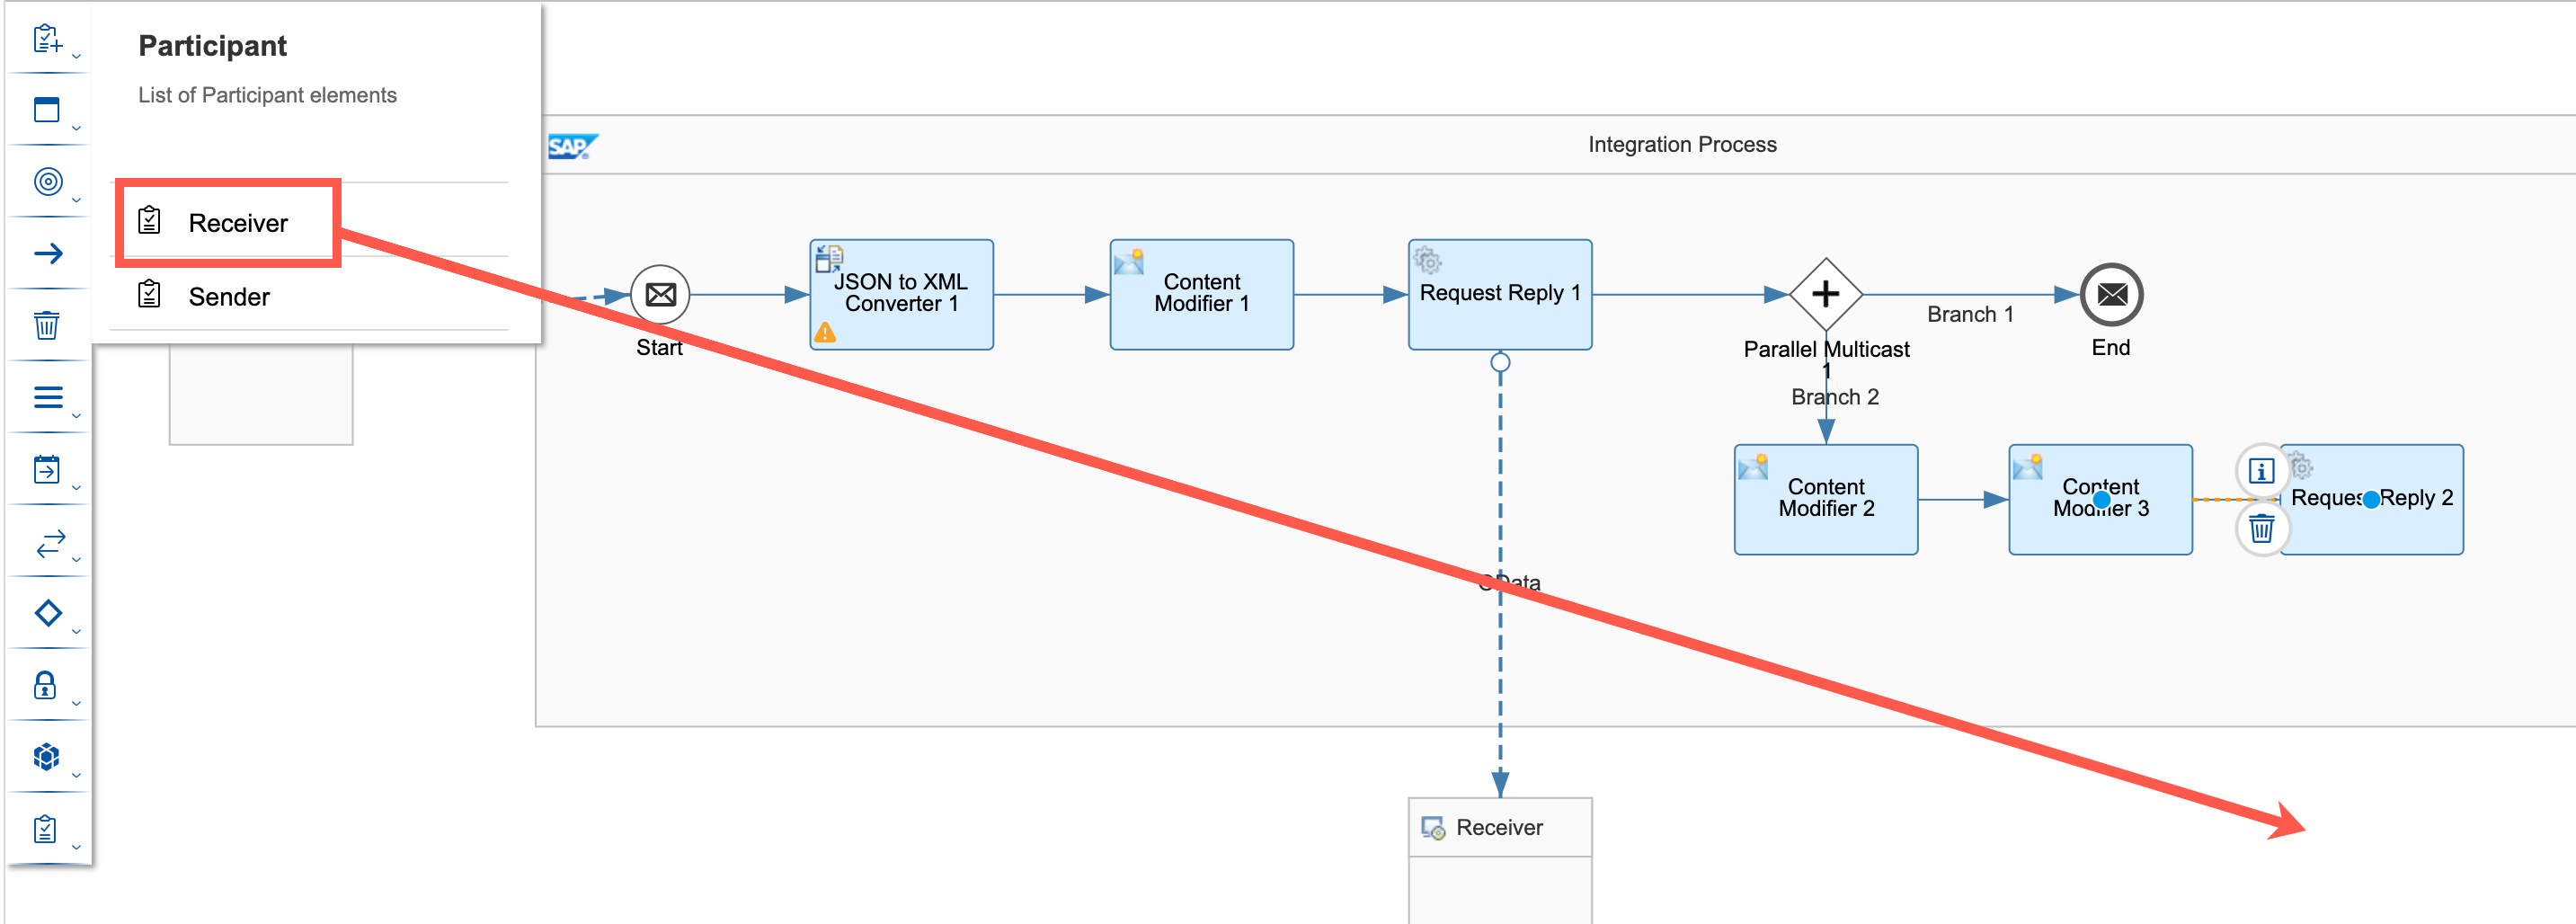 Participant
List of Participant elements
Receiver
Sender
SAP
Integration Process
Start
JSON to XML
Converter 1
Content
Modifier 1
Request Reply 1
Branch 1
End
Parallel Multicast
1
Branch 2
Content
Modifier 2
Content
Modifier 3
Request Reply 2
OData
Receiver